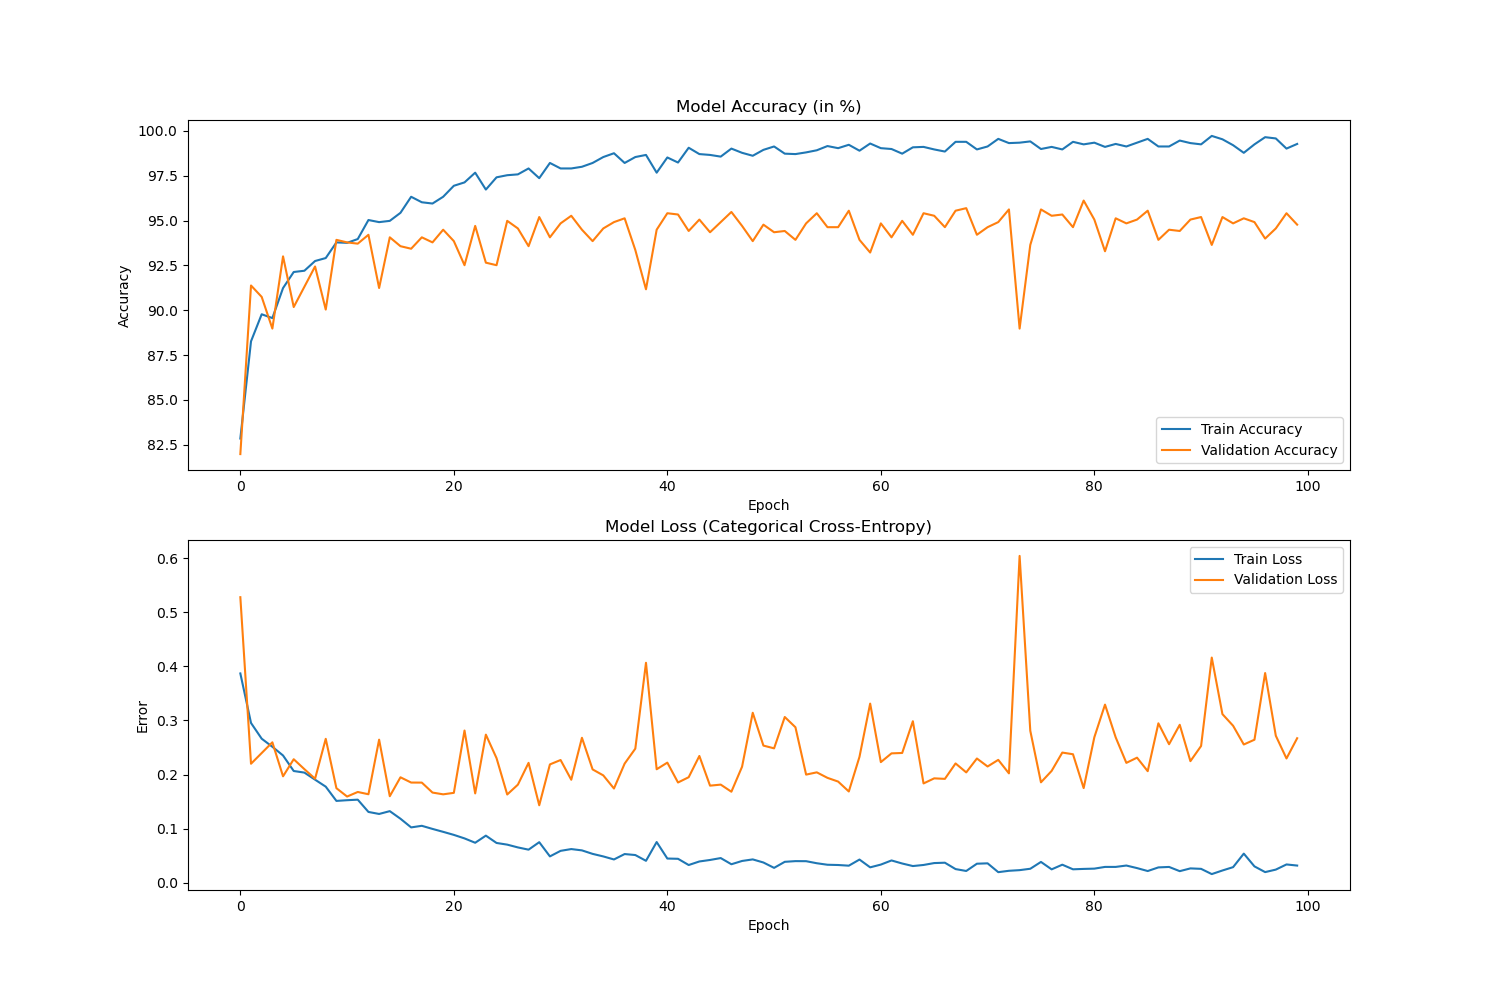 Model Accuracy (in %)
100.0
97.5
95.0
92.5
90.0
87.5
85.0
82.5
Accuracy
Train Accuracy
Validation Accuracy
0 20 40 60 80 100
Epoch
Model Loss (Categorical Cross-Entropy)
0.6
0.5
0.4
0.3
0.2
0.1
0.0
Error
Train Loss
Validation Loss
0 20 40 60 80 100
Epoch